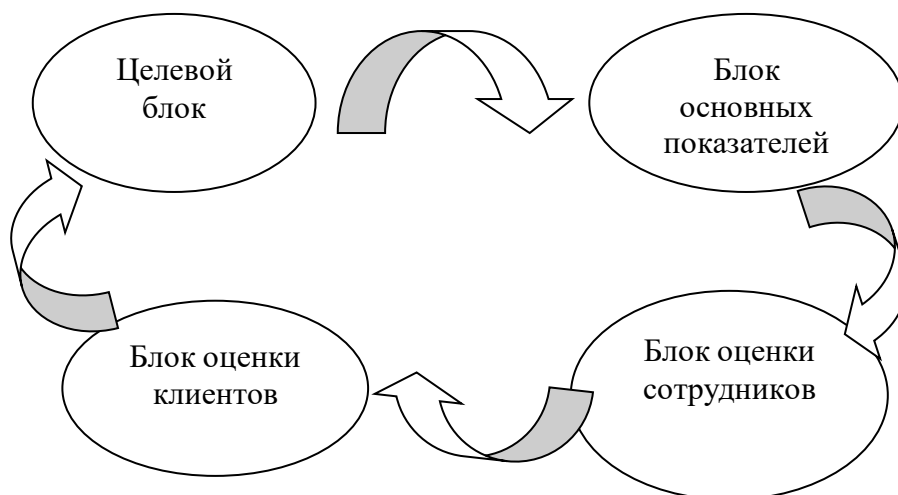 Целевой
блок
Блок
основных
показателей
Блок оценки
клиентов
Блок оценки
сотрудников